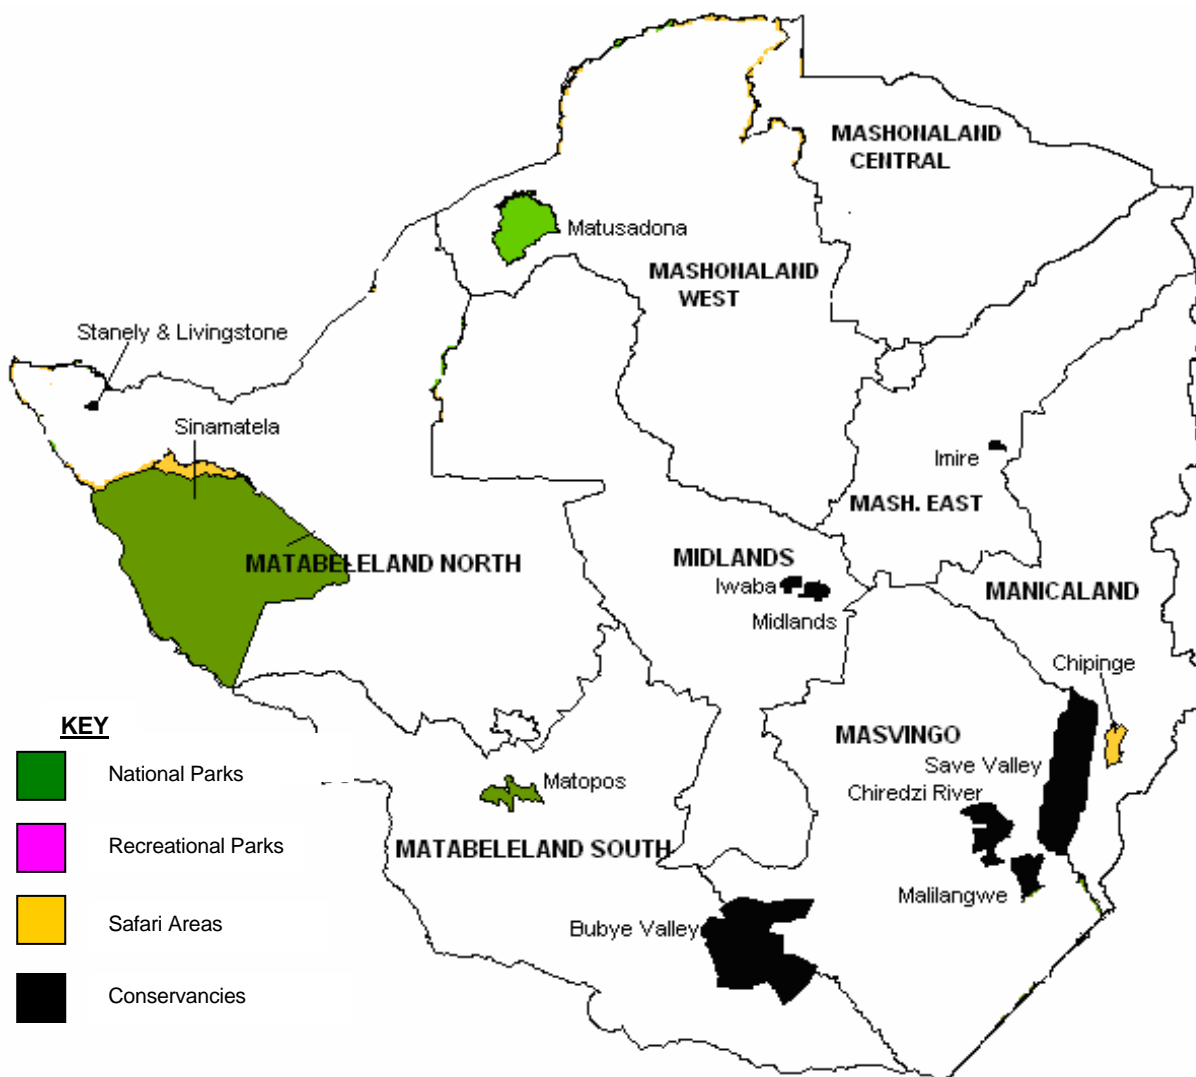 MASHONALAND
CENTRAL
Matusadona
MASHONALAND
WEST
Stanely & Livingstone
Sinamatela
Imire
MASH. EAST
MATABELELAND NORTH
MIDLANDS
Iwaba
Midlands
MANICALAND
Chipinge
KEY
National Parks
Recreational Parks
Safari Areas
Conservancies
MASVINGO
Save Valley
Chiredzi River
Matopos
MATABELELAND SOUTH
Malilangwe
Bubye Valley